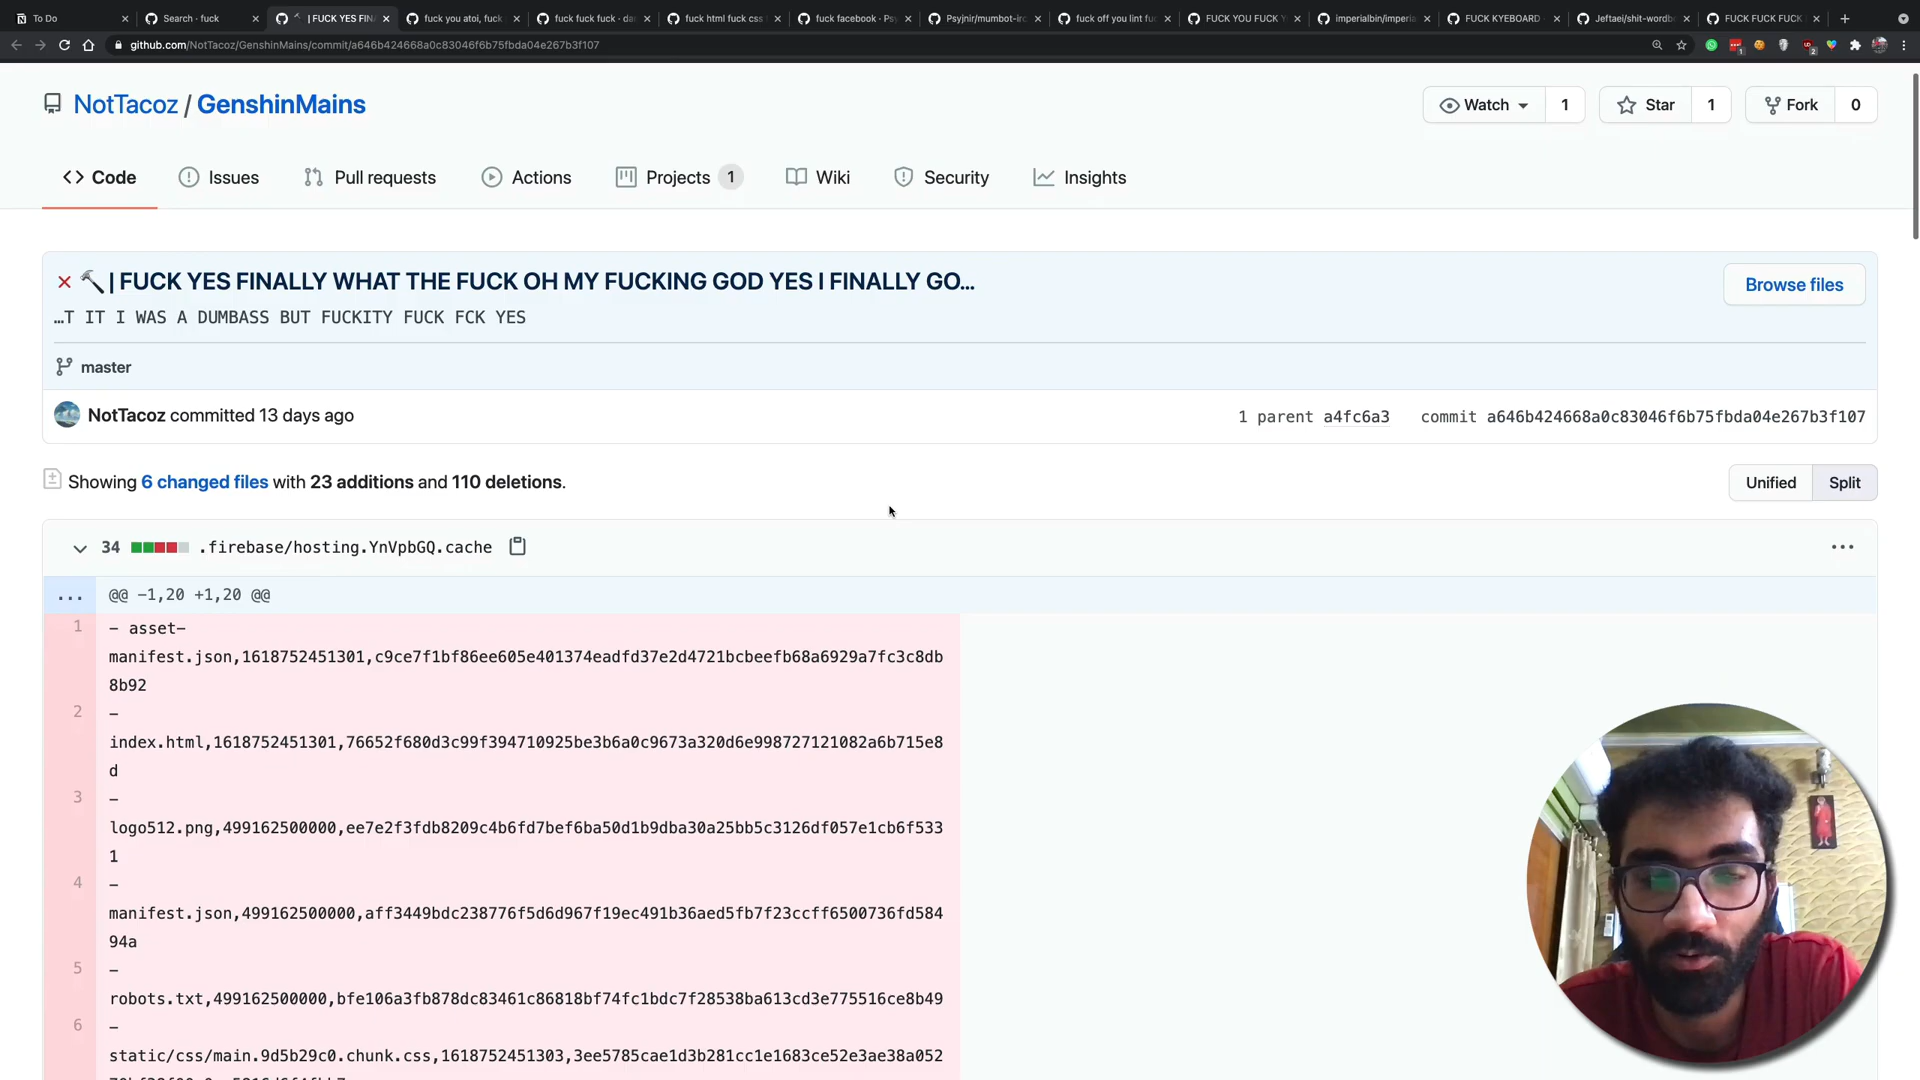 To Do
Search · fuck
| FUCK YES FIN
fuck you atoi, fuck
fuck fuck fuck · da
fuck html fuck css
fuck facebook · Psy
Psyjnir/mumbot-irc
fuck off you lint fu
FUCK YOU FUCK Y
imperialbin/imperia
FUCK KYEBOARD ·
Jeftaei/shit-wordb
FUCK FUCK FUCK
github.com/NotTacoz/GenshinMains/commit/a646b424668a0c83046f6b75fbda04e267b3f107
NotTacoz / GenshinMains
Watch 1
Star 1
Fork 0
Code
Issues
Pull requests
Actions
Projects 1
Wiki
Security
Insights
| FUCK YES FINALLY WHAT THE FUCK OH MY FUCKING GOD YES I FINALLY GO…
Browse files
…T IT I WAS A DUMBASS BUT FUCKITY FUCK FCK YES
master
NotTacoz committed 13 days ago
1 parent a4fc6a3 commit a646b424668a0c83046f6b75fbda04e267b3f107
Showing 6 changed files with 23 additions and 110 deletions.
Unified
Split
34 .firebase/hosting.YnVpbGQ.cache
...
... @@ -1,20 +1,20 @@
1 - asset-
manifest.json,1618752451301,c9ce7f1bf86ee605e401374eadfd37e2d4721bcbeefb68a6929a7fc3c8db
8b92
2 -
index.html,1618752451301,76652f680d3c99f394710925be3b6a0c9673a320d6e998727121082a6b715e8
d
3 -
logo512.png,499162500000,ee7e2f3fdb8209c4b6fd7bef6ba50d1b9dba30a25bb5c3126df057e1cb6f533
1
4 -
manifest.json,499162500000,aff3449bdc238776f5d6d967f19ec491b36aed5fb7f23ccff6500736fd584
94a
5 -
robots.txt,499162500000,bfe106a3fb878dc83461c86818bf74fc1bdc7f28538ba613cd3e775516ce8b49
6 -
static/css/main.9d5b29c0.chunk.css,1618752451303,3ee5785cae1d3b281cc1e1683ce52e3ae38a052